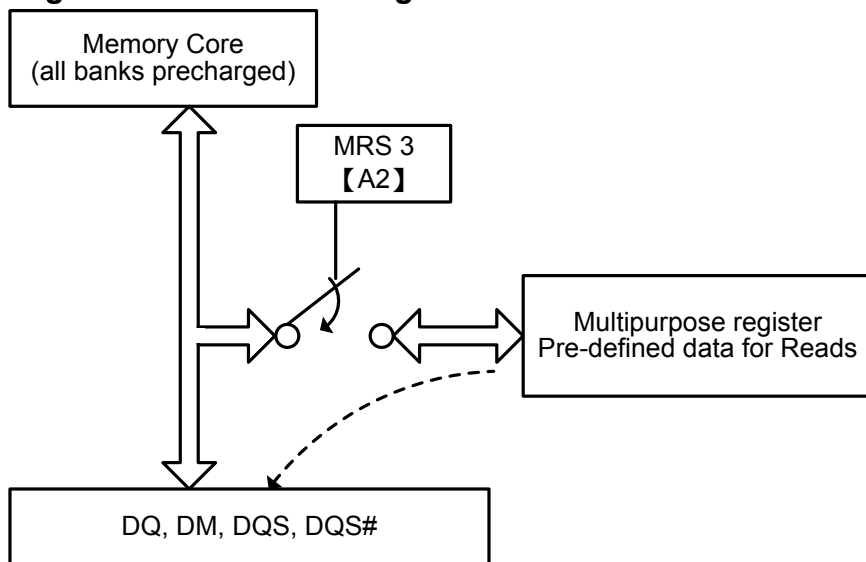 Memory Core
(all banks precharged)
MRS 3
【A2】
Multipurpose register
Pre-defined data for Reads
DQ, DM, DQS, DQS#